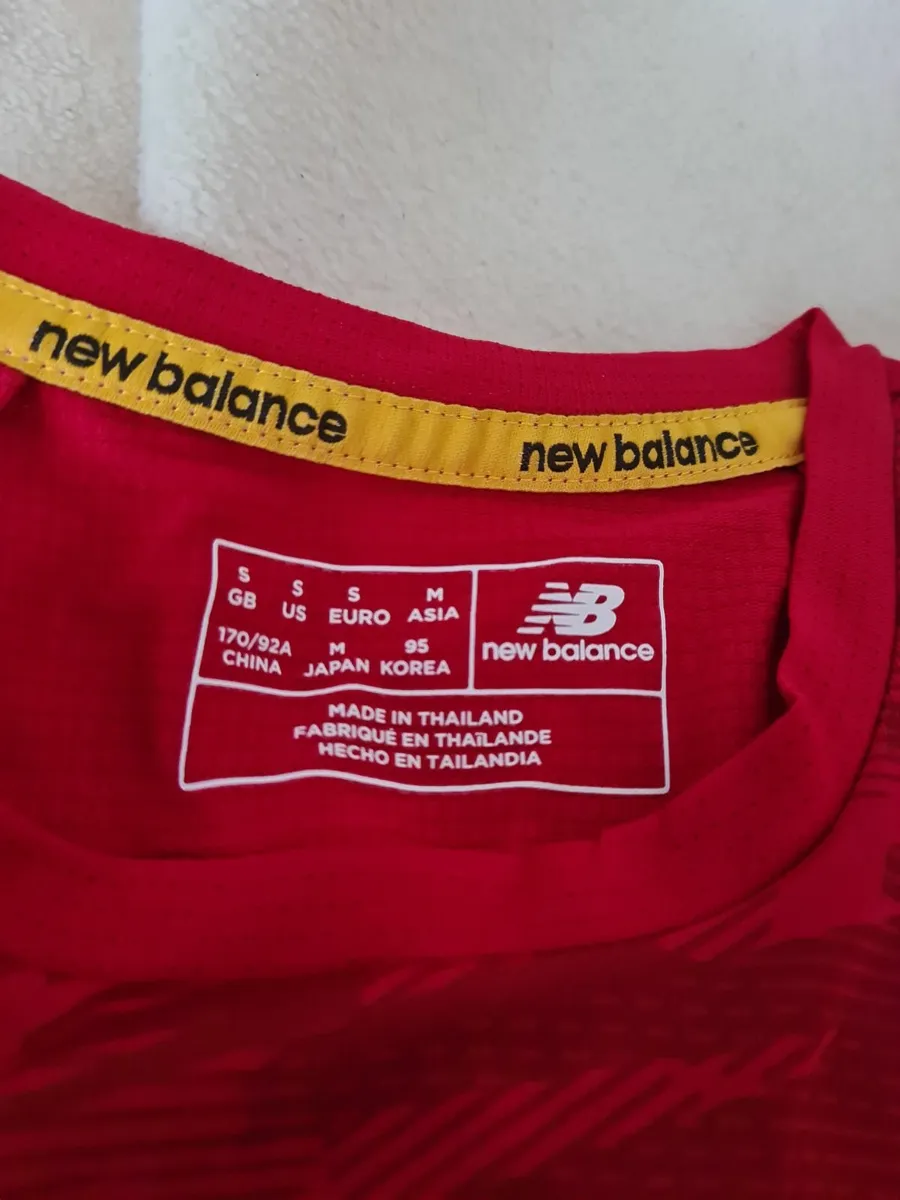 new balance
new balance
S S S M
GB US EURO ASIA
170/92A M 95
CHINA JAPAN KOREA
NB
new balance
MADE IN THAILAND
FABRIQUÉ EN THAÏLANDE
HECHO EN TAILANDIA